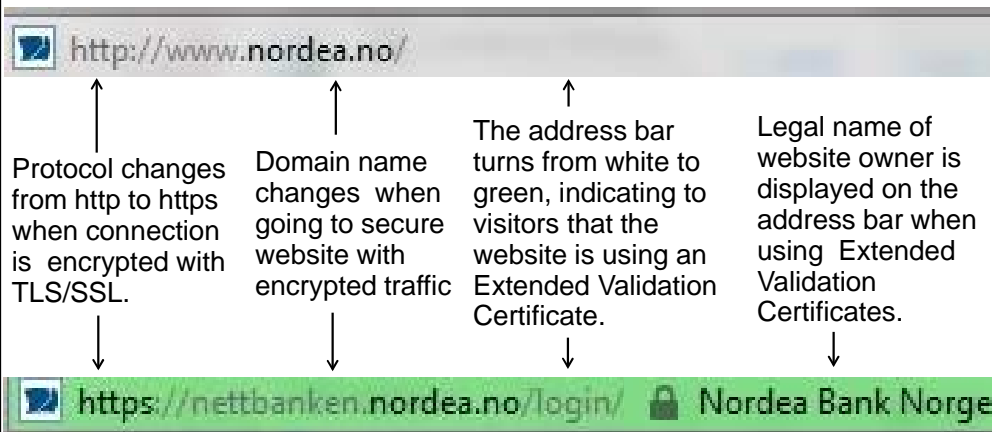 http://www.nordea.no/
Protocol changes
from http to https
when connection
is encrypted with
TLS/SSL.
Domain name
changes when
going to secure
website with
encrypted traffic
The address bar
turns from white to
green, indicating to
visitors that the
website is using an
Extended Validation
Certificate.
Legal name of
website owner is
displayed on the
address bar when
using Extended
Validation
Certificates.
https://nettbanken.nordea.no/login/ Nordea Bank Norge